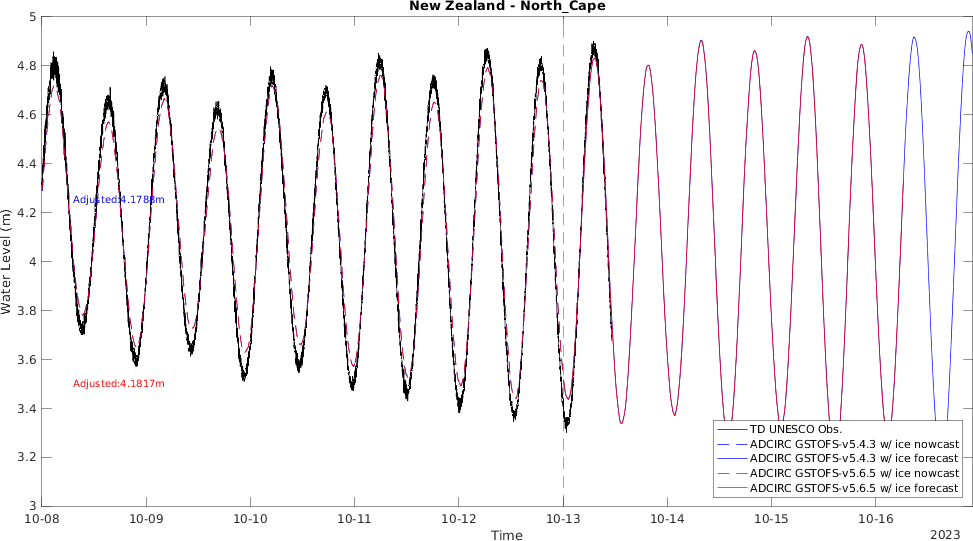 New Zealand - North_Cape
Water Level (m)
5
4.8
4.6
4.4
4.2
4
3.8
3.6
3.4
3.2
3
Adjusted:4.1788m
Adjusted:4.1817m
TD UNESCO Obs.
ADCIRC GSTOFS-v5.4.3 w/ ice nowcast
ADCIRC GSTOFS-v5.4.3 w/ ice forecast
ADCIRC GSTOFS-v5.6.5 w/ ice nowcast
ADCIRC GSTOFS-v5.6.5 w/ ice forecast
10-08 10-09 10-10 10-11 10-12 10-13 10-14 10-15 10-16
Time
2023